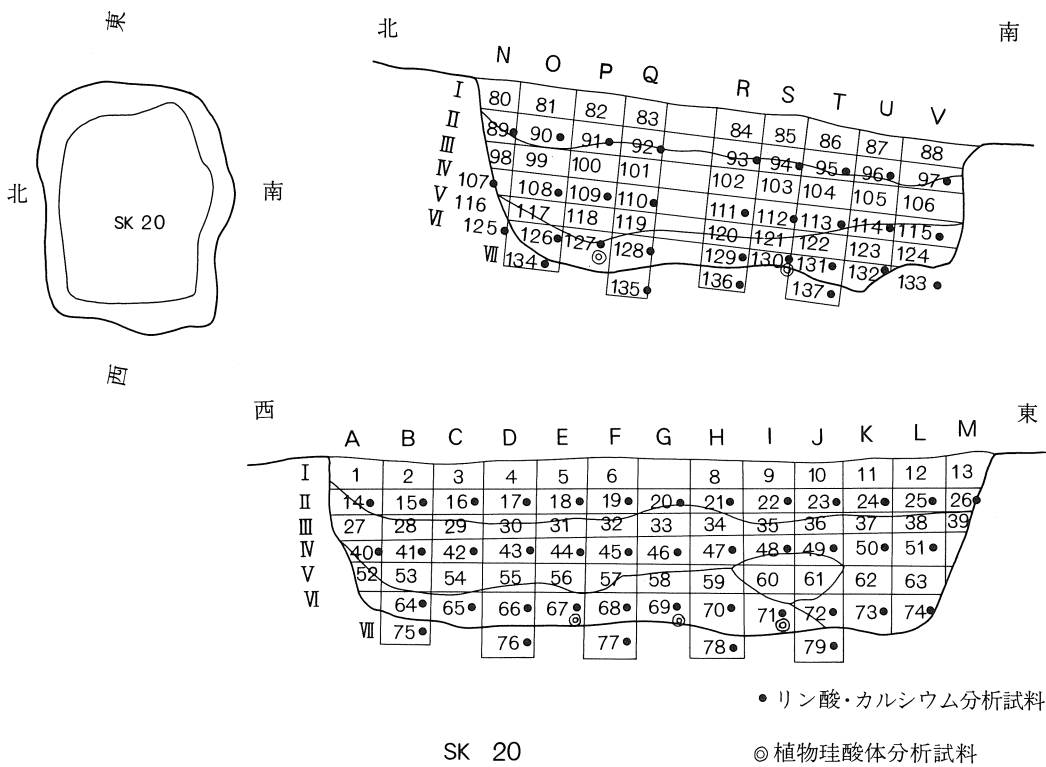 東
北
SK 20
南
西
北
南
N O P Q R S T U V
Ⅰ 80 81 82 83 84 85 86 87 88
Ⅱ 89 90 91 92 93 94 95 96 97
Ⅲ 98 99 100 101 102 103 104 105 106
Ⅳ 107 108 109 110 111 112 113 114 115
Ⅴ 116 117 118 119 120 121 122 123 124
Ⅵ 125 126 127 128 129 130 131 132 133
Ⅶ 134 135 136 137
西
東
A B C D E F G H I J K L M
Ⅰ 1 2 3 4 5 6 8 9 10 11 12 13
Ⅱ 14 15 16 17 18 19 20 21 22 23 24 25 26
Ⅲ 27 28 29 30 31 32 33 34 35 36 37 38 39
Ⅳ 40 41 42 43 44 45 46 47 48 49 50 51
Ⅴ 52 53 54 55 56 57 58 59 60 61 62 63
Ⅵ 64 65 66 67 68 69 70 71 72 73 74
Ⅶ 75 76 77 78 79
● リン酸・カルシウム分析試料
◎ 植物珪酸体分析試料
SK 20